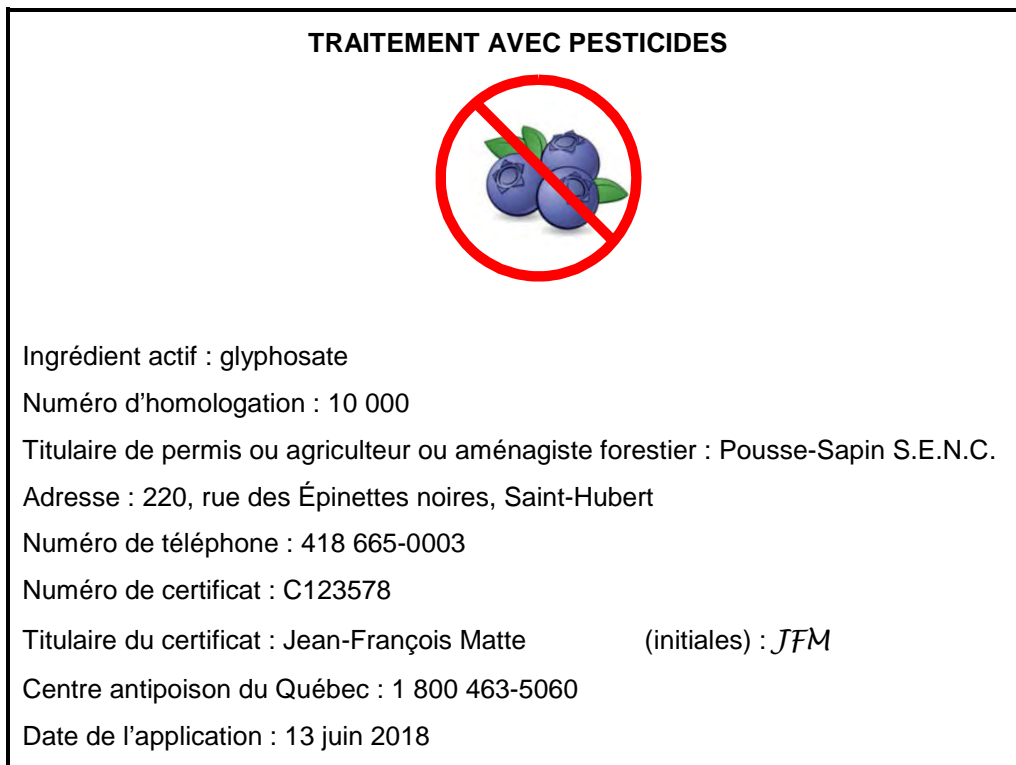 TRAITEMENT AVEC PESTICIDES
Ingrédient actif : glyphosate
Numéro d’homologation : 10 000
Titulaire de permis ou agriculteur ou aménagiste forestier : Pousse-Sapin S.E.N.C.
Adresse : 220, rue des Épinettes noires, Saint-Hubert
Numéro de téléphone : 418 665-0003
Numéro de certificat : C123578
Titulaire du certificat : Jean-François Matte (initiales) : JFM
Centre antipoison du Québec : 1 800 463-5060
Date de l’application : 13 juin 2018